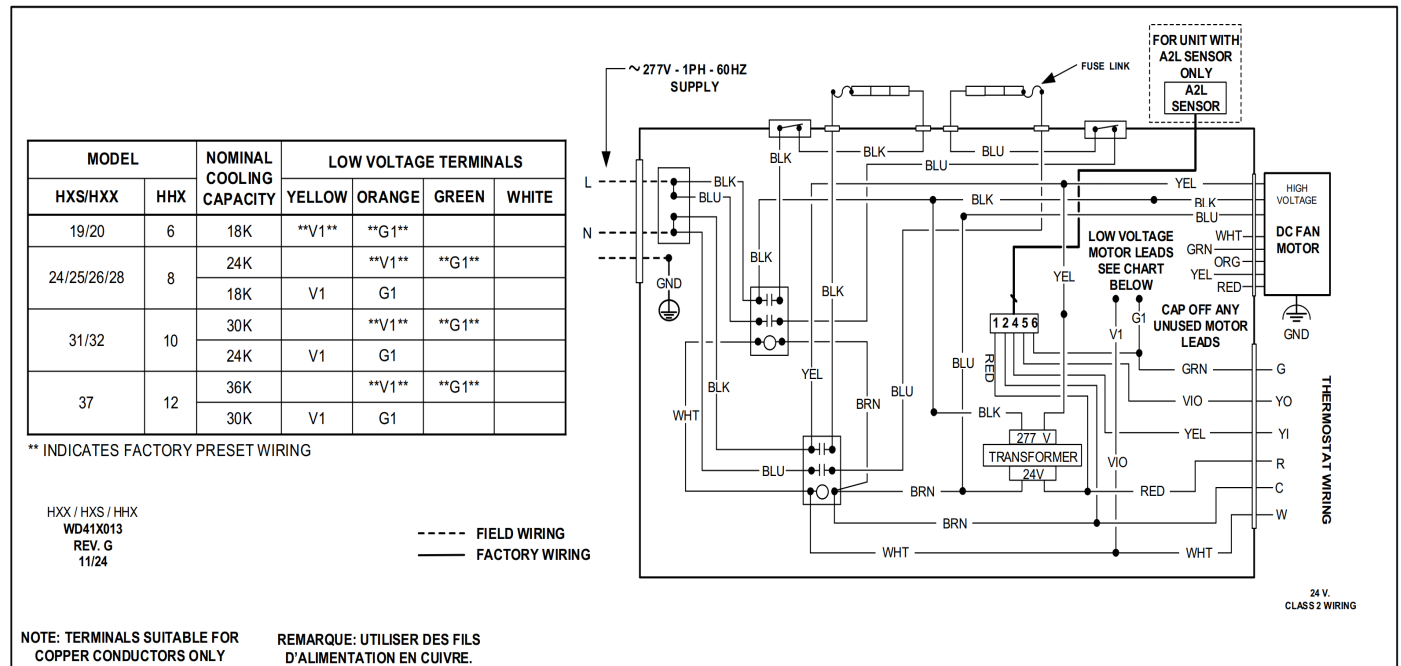 ~ 277V - 1PH - 60HZ
SUPPLY
FUSE LINK
FOR UNIT WITH
A2L SENSOR
ONLY
A2L
SENSOR
MODEL
NOMINAL COOLING CAPACITY
LOW VOLTAGE TERMINALS
HXS/HXX HHX YELLOW ORANGE GREEN WHITE
19/20 6 18K **V1** **G1**
24/25/26/28 8 24K **V1** **G1**
18K V1 G1
31/32 10 30K **V1** **G1**
24K V1 G1
37 12 36K **V1** **G1**
30K V1 G1
** INDICATES FACTORY PRESET WIRING
HXX / HXS / HHX
WD41X013
REV. G
11/24
FIELD WIRING
FACTORY WIRING
L
N
GND
BLK
BLU
BLK
BLK
BLU
BLU
YEL
BLK
BLK
BLU
HIGH
VOLTAGE
DC FAN
MOTOR
WHT
GRN
ORG
YEL
RED
GND
LOW VOLTAGE
MOTOR LEADS
SEE CHART
BELOW
CAP OFF ANY
UNUSED MOTOR
LEADS
BLK
BLK
YEL
1 2 4 5 6
V1
G1
BLU
RED
GRN
G
YEL
BLK
WHT
BRN
BLU
BLK
VIO
YO
277 V
TRANSFORMER
24V
YEL
YI
VIO
BLU
BRN
RED
R
BRN
C
WHT
WHT
W
THERMOSTAT WIRING
24 V.
CLASS 2 WIRING
NOTE: TERMINALS SUITABLE FOR
COPPER CONDUCTORS ONLY
REMARQUE: UTILISER DES FILS
D'ALIMENTATION EN CUIVRE.